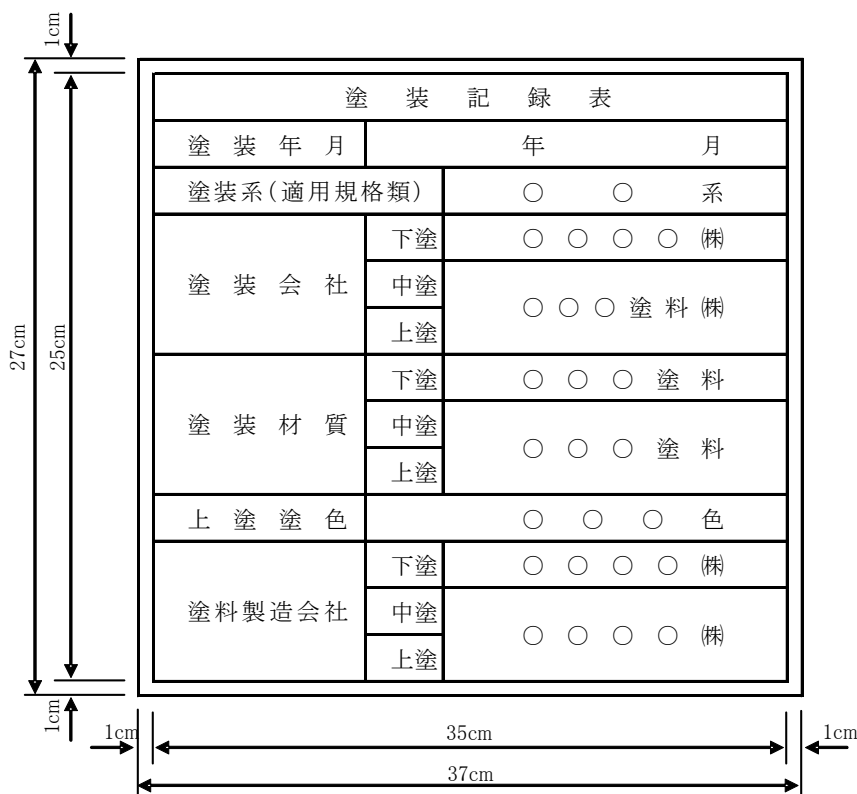 1cm
塗装記録表
塗装年月 年 月
塗装系(適用規格類) ○ ○ 系
塗装会社 下塗 ○○○○㈱
中塗 ○○○塗料㈱
上塗
塗装材質 下塗 ○○○塗料
中塗 ○○○塗料
上塗
上塗塗色 ○○○色
塗料製造会社 下塗 ○○○○㈱
中塗 ○○○○㈱
上塗
27cm
25cm
1cm
1cm 35cm 1cm
37cm